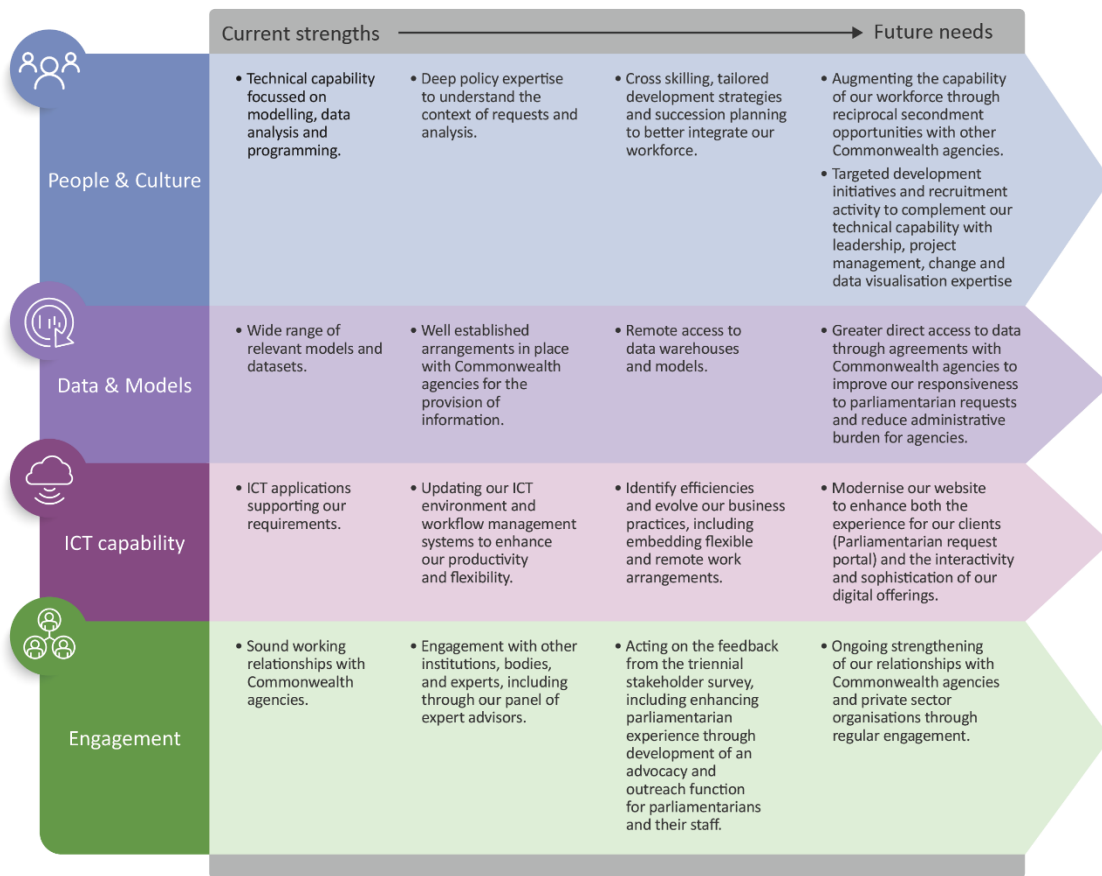 Current strengths
Future needs
People & Culture
• Technical capability
focussed on
modelling, data
analysis and
programming.
• Deep policy expertise
to understand the
context of requests and
analysis.
• Cross skilling, tailored
development strategies
and succession planning
to better integrate our
workforce.
• Augmenting the capability
of our workforce through
reciprocal secondment
opportunities with other
Commonwealth agencies.
• Targeted development
initiatives and recruitment
activity to complement our
technical capability with
leadership, project
management, change and
data visualisation expertise
Data & Models
• Wide range of
relevant models and
datasets.
• Well established
arrangements in place
with Commonwealth
agencies for the
provision of
information.
• Remote access to
data warehouses
and models.
• Greater direct access to data
through agreements with
Commonwealth agencies to
improve our responsiveness
to parliamentarian requests
and reduce administrative
burden for agencies.
ICT capability
• ICT applications
supporting our
requirements.
• Updating our ICT
environment and
workflow management
systems to enhance
our productivity
and flexibility.
• Identify efficiencies
and evolve our business
practices, including
embedding flexible
and remote work
arrangements.
• Modernise our website
to enhance both the
experience for our clients
(Parliamentarian request
portal) and the interactivity
and sophistication of our
digital offerings.
Engagement
• Sound working
relationships with
Commonwealth
agencies.
• Engagement with other
institutions, bodies,
and experts, including
through our panel of
expert advisors.
• Acting on the feedback
from the triennial
stakeholder survey,
including enhancing
parliamentarian
experience through
development of an
advocacy and
outreach function
for parliamentarians
and their staff.
• Ongoing strengthening
of our relationships with
Commonwealth agencies
and private sector
organisations through
regular engagement.